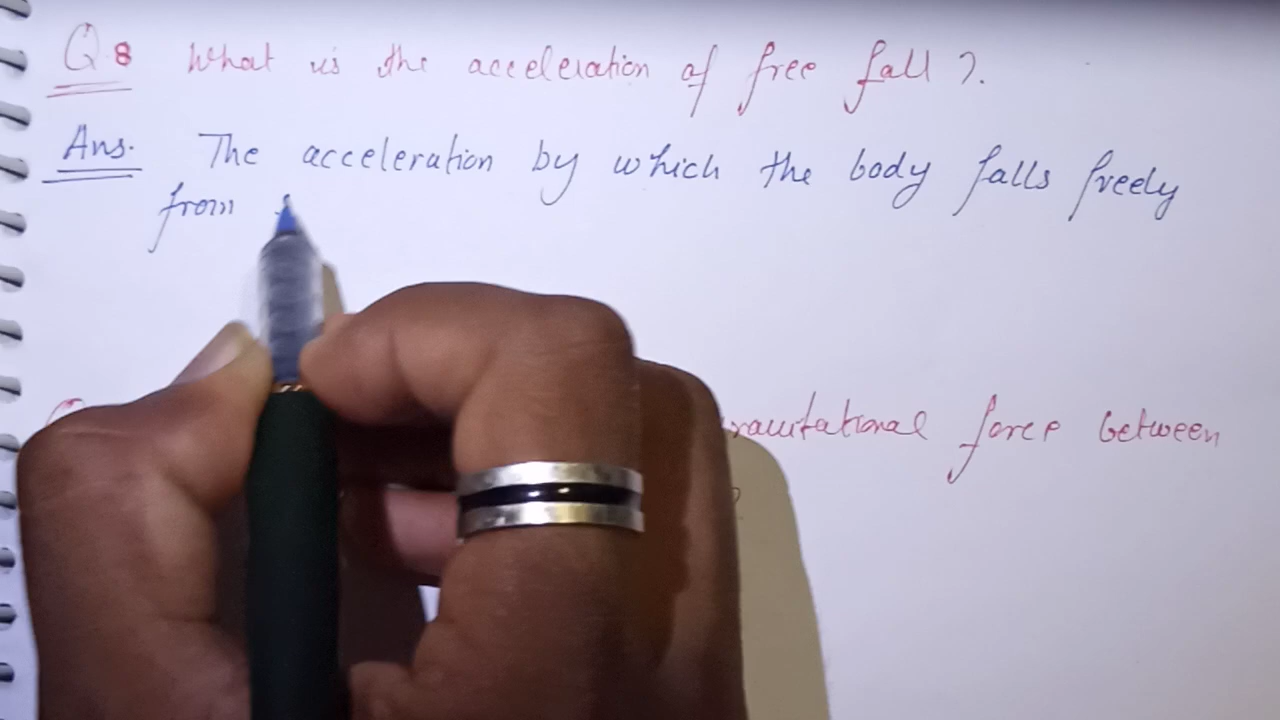 Q.8 What is the acceleration of free fall ?.
Ans. The acceleration by which the body falls freely
from
gravitational force between
?